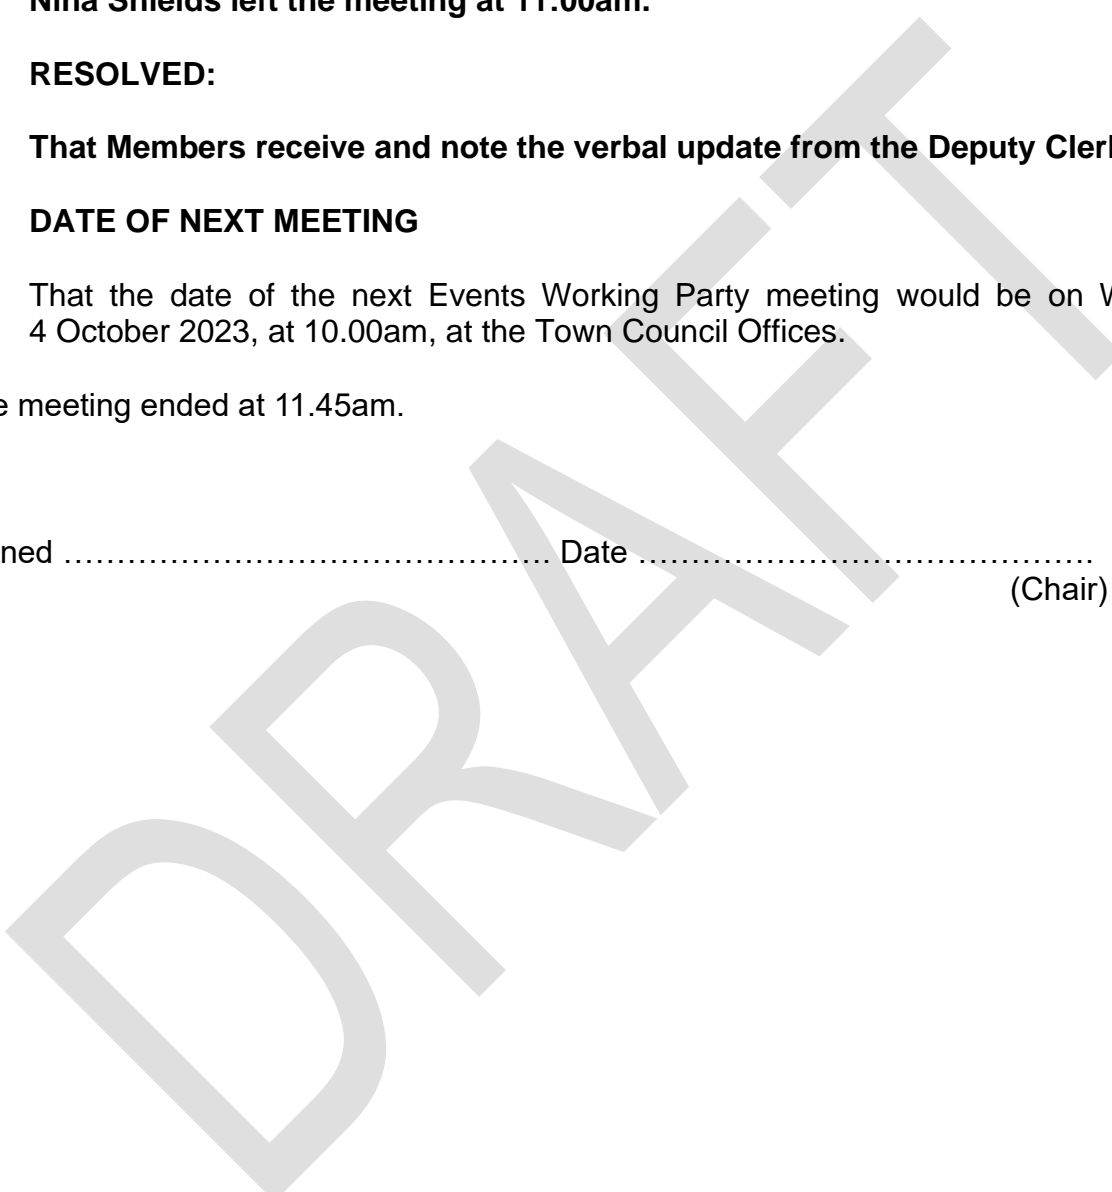 Nina Shields left the meeting at 11.00am.
RESOLVED:
That Members receive and note the verbal update from the Deputy Cler
DATE OF NEXT MEETING
That the date of the next Events Working Party meeting would be on W
4 October 2023, at 10.00am, at the Town Council Offices.
e meeting ended at 11.45am.
ned ………………………………………. Date …………………………………….
(Chair)
DRAFT